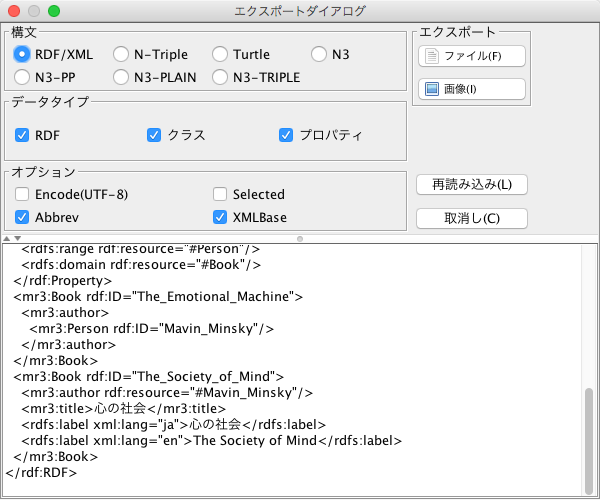 エクスポートダイアログ
構文
RDF/XML N-Triple Turtle N3
N3-PP N3-PLAIN N3-TRIPLE
エクスポート
ファイル(F)
画像(I)
データタイプ
RDF クラス プロパティ
オプション
Encode(UTF-8) Selected
Abbrev XMLBase
再読み込み(L)
取消し(C)
<rdfs:range rdf:resource="#Person"/>
<rdfs:domain rdf:resource="#Book"/>
</rdf:Property>
<mr3:Book rdf:ID="The_Emotional_Machine">
<mr3:author>
<mr3:Person rdf:ID="Mavin_Minsky"/>
</mr3:author>
</mr3:Book>
<mr3:Book rdf:ID="The_Society_of_Mind">
<mr3:author rdf:resource="#Mavin_Minsky"/>
<mr3:title>心の社会</mr3:title>
<rdfs:label xml:lang="ja">心の社会</rdfs:label>
<rdfs:label xml:lang="en">The Society of Mind</rdfs:label>
</mr3:Book>
</rdf:RDF>